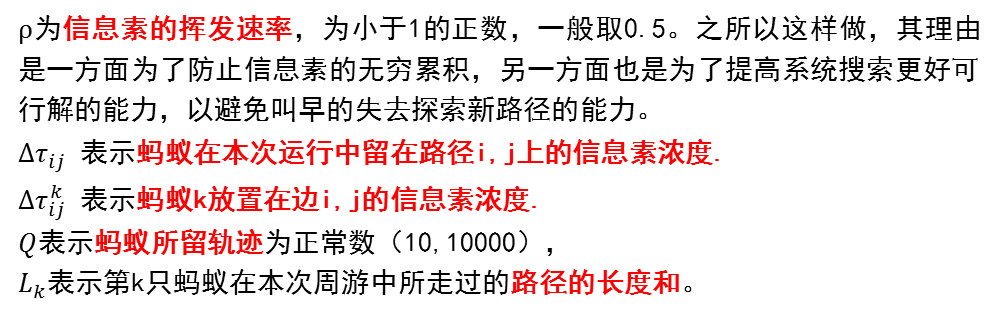 ρ为信息素的挥发速率，为小于1的正数，一般取0.5。之所以这样做，其理由
是一方面为了防止信息素的无穷累积，另一方面也是为了提高系统搜索更好可
行解的能力，以避免叫早的失去探索新路径的能力。
Δτᵢⱼ 表示蚂蚁在本次运行中留在路径i,j上的信息素浓度.
Δτᵢⱼᵏ 表示蚂蚁k放置在边i,j的信息素浓度.
Q表示蚂蚁所留轨迹为正常数（10,10000），
Lₖ表示第k只蚂蚁在本次周游中所走过的路径的长度和。